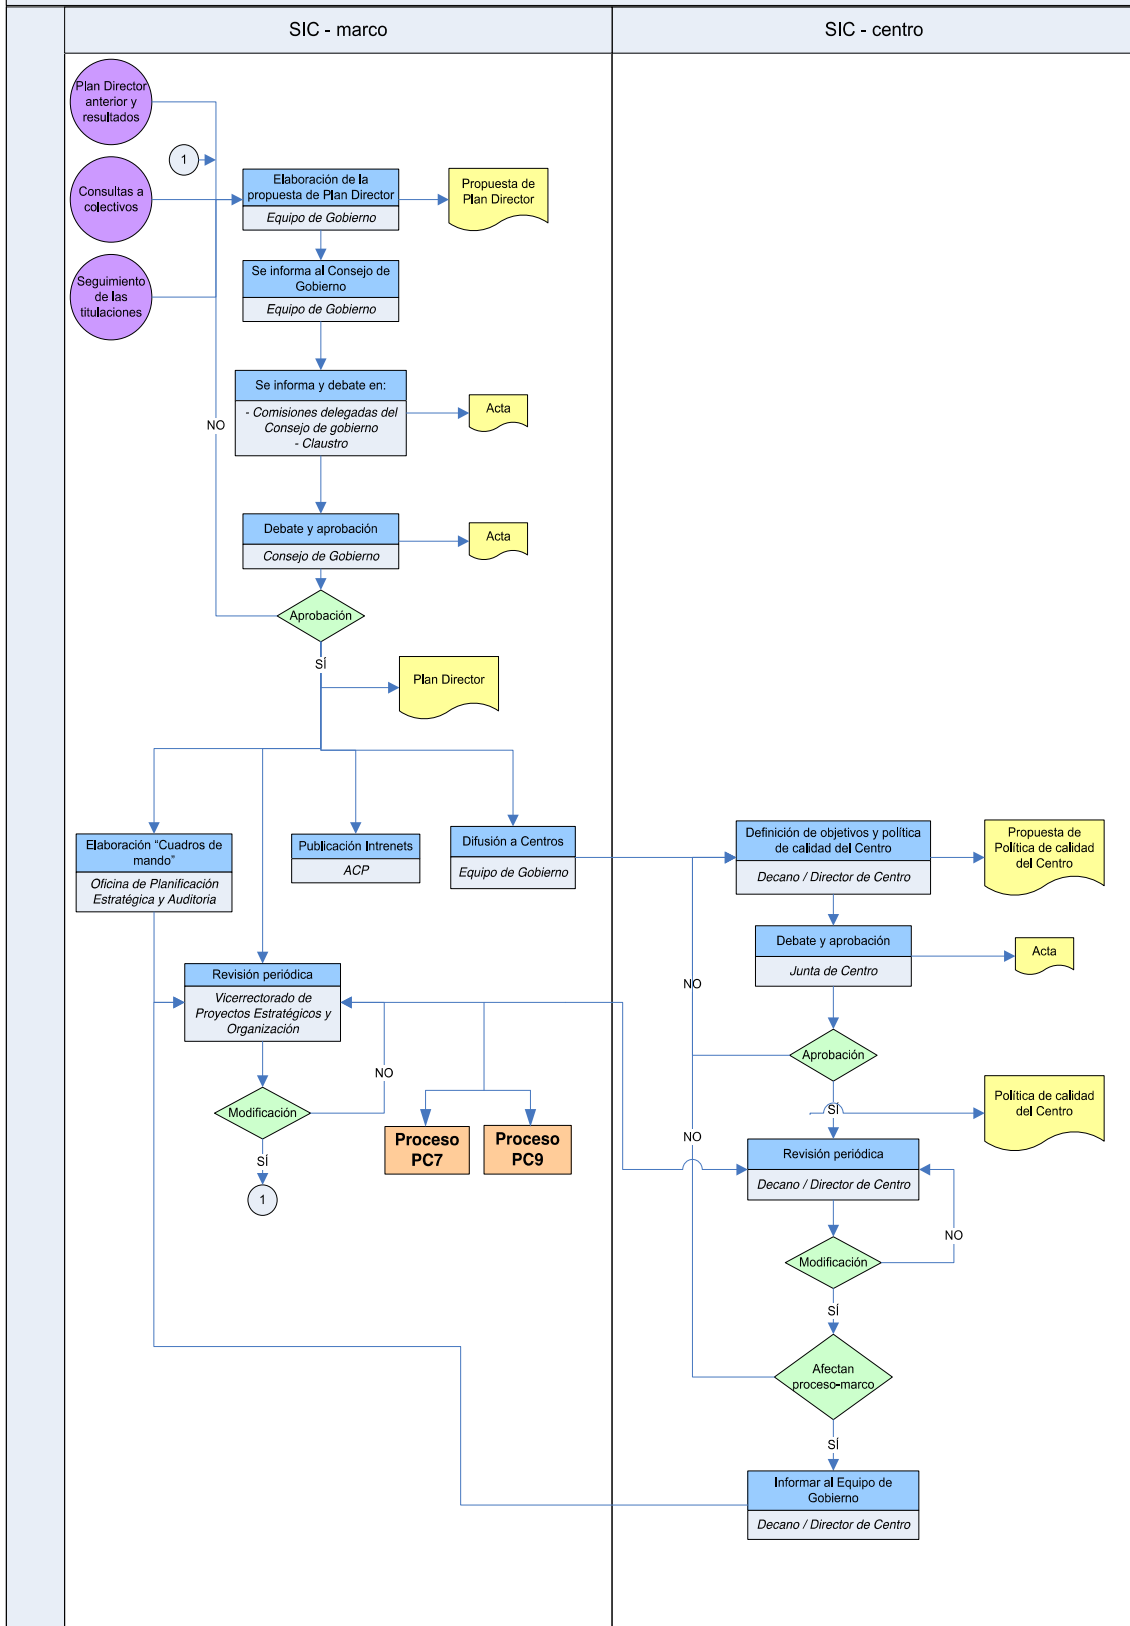 SIC - marco
SIC - centro
Plan Director
anterior y
resultados
1
Consultas a
colectivos
Elaboración de la
propuesta de Plan Director
Equipo de Gobierno
Propuesta de
Plan Director
Seguimiento
de las
titulaciones
Se informa al Consejo de
Gobierno
Equipo de Gobierno
Se informa y debate en:
- Comisiones delegadas del
Consejo de gobierno
- Claustro
Acta
NO
Debate y aprobación
Consejo de Gobierno
Acta
Aprobación
SÍ
Plan Director
Elaboración “Cuadros de
mando”
Oficina de Planificación
Estratégica y Auditoria
Publicación Intrenets
ACP
Difusión a Centros
Equipo de Gobierno
Definición de objetivos y política
de calidad del Centro
Decano / Director de Centro
Propuesta de
Política de calidad
del Centro
Debate y aprobación
Junta de Centro
Acta
NO
Revisión periódica
Vicerrectorado de
Proyectos Estratégicos y
Organización
Aprobación
NO
SÍ
Política de calidad
del Centro
Modificación
SÍ
1
Proceso
PC7
Proceso
PC9
NO
Revisión periódica
Decano / Director de Centro
NO
Modificación
SÍ
Afectan
proceso-marco
SÍ
Informar al Equipo de
Gobierno
Decano / Director de Centro